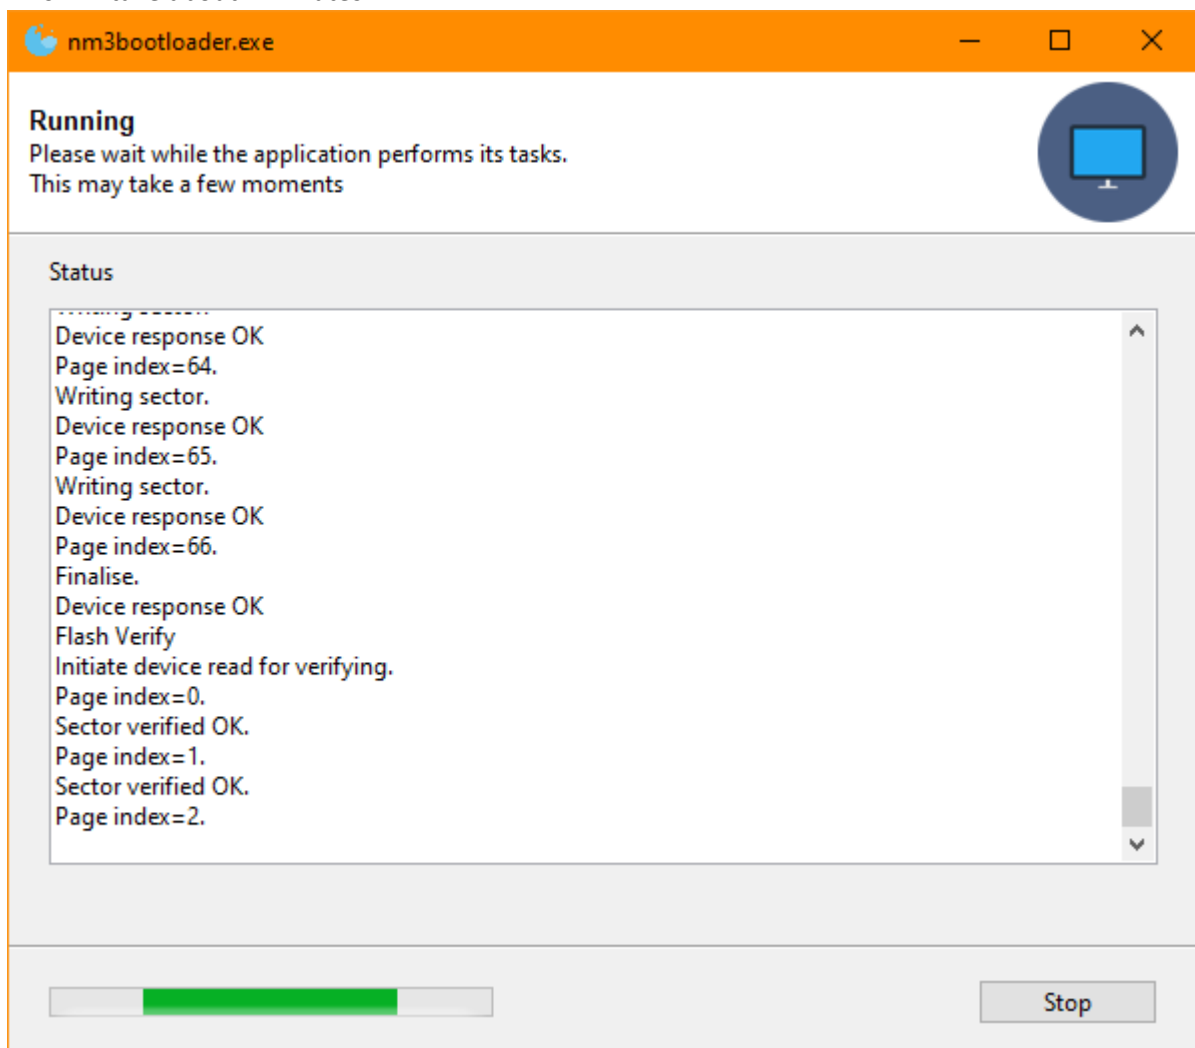 nm3bootloader.exe
Running
Please wait while the application performs its tasks.
This may take a few moments
Status
Device response OK
Page index=64.
Writing sector.
Device response OK
Page index=65.
Writing sector.
Device response OK
Page index=66.
Finalise.
Device response OK
Flash Verify
Initiate device read for verifying.
Page index=0.
Sector verified OK.
Page index=1.
Sector verified OK.
Page index=2.
Stop